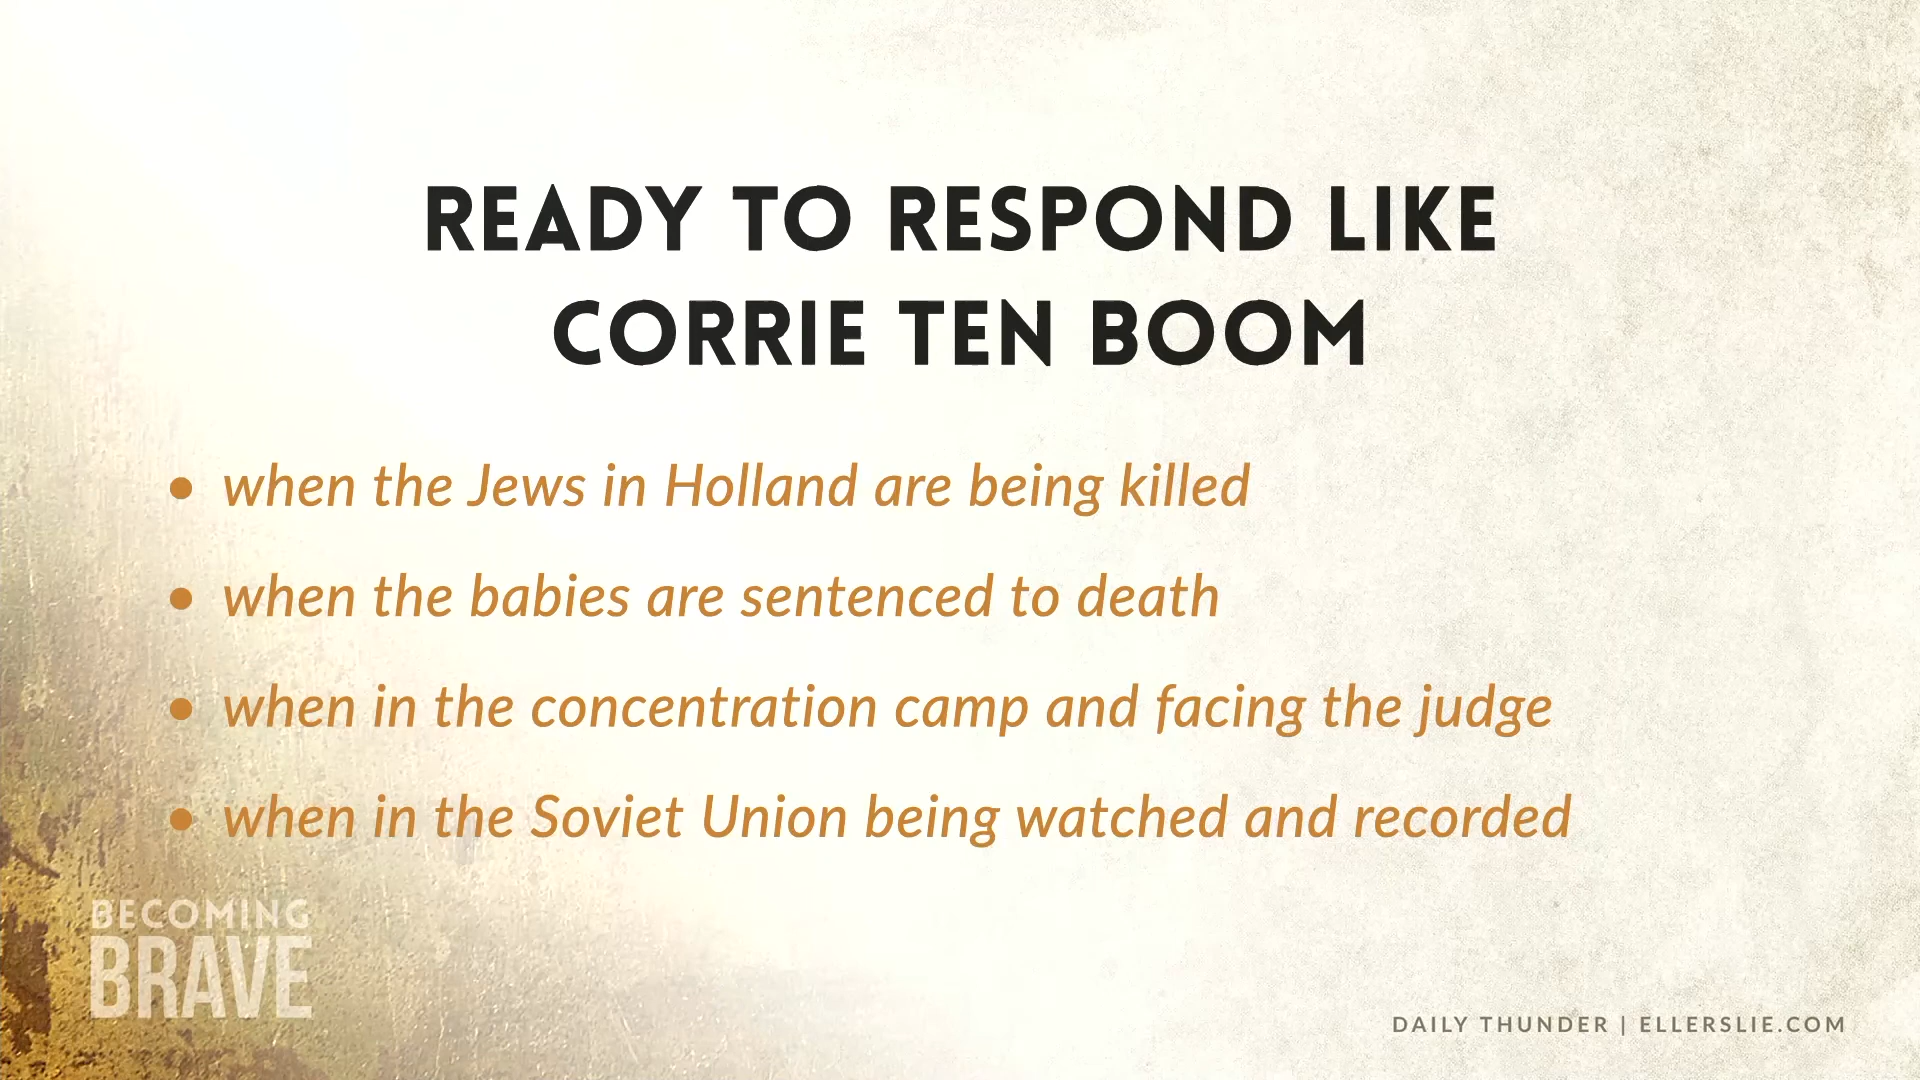 READY TO RESPOND LIKE
CORRIE TEN BOOM
• when the Jews in Holland are being killed
• when the babies are sentenced to death
• when in the concentration camp and facing the judge
• when in the Soviet Union being watched and recorded
BECOMING
BRAVE
DAILY THUNDER | ELLERSLIE.COM